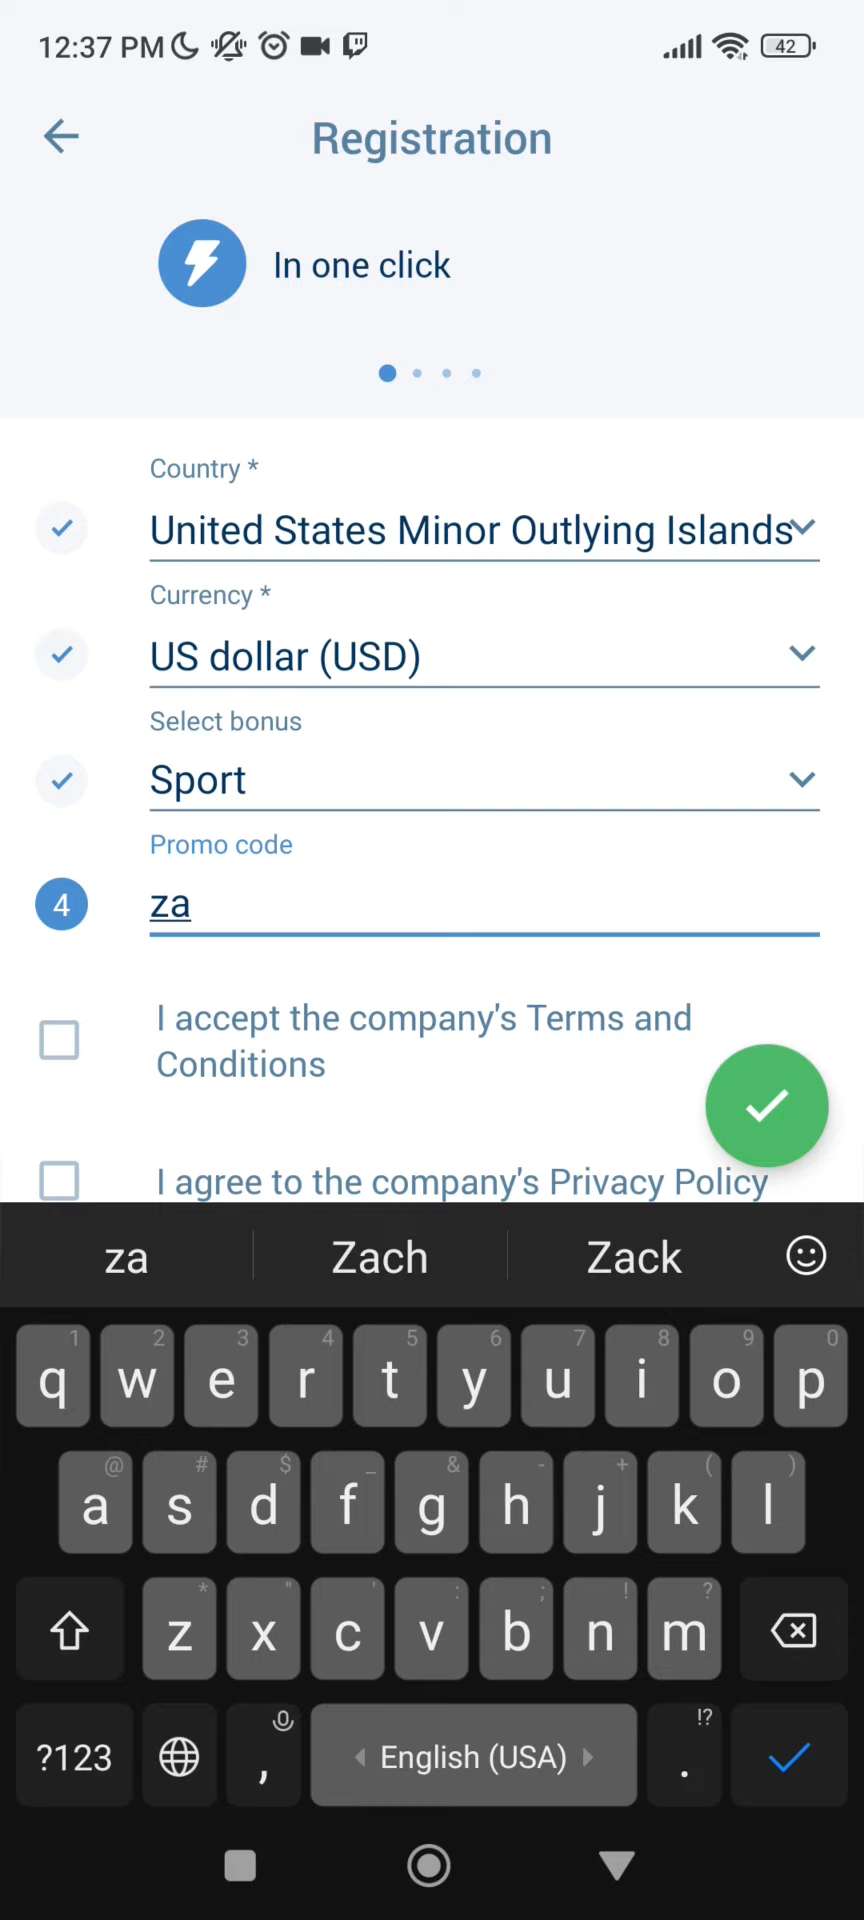 12:37 PM
42
Registration
In one click
Country *
United States Minor Outlying Islands
Currency *
US dollar (USD)
Select bonus
Sport
Promo code
4
za
I accept the company's Terms and
Conditions
I agree to the company's Privacy Policy
za Zach Zack
1 2 3 4 5 6 7 8 9 0
q w e r t y u i o p
@ # $ _ & - + ( )
a s d f g h j k l
* " ' : ; ! ?
z x c v b n m
!?
?123 , English (USA) .